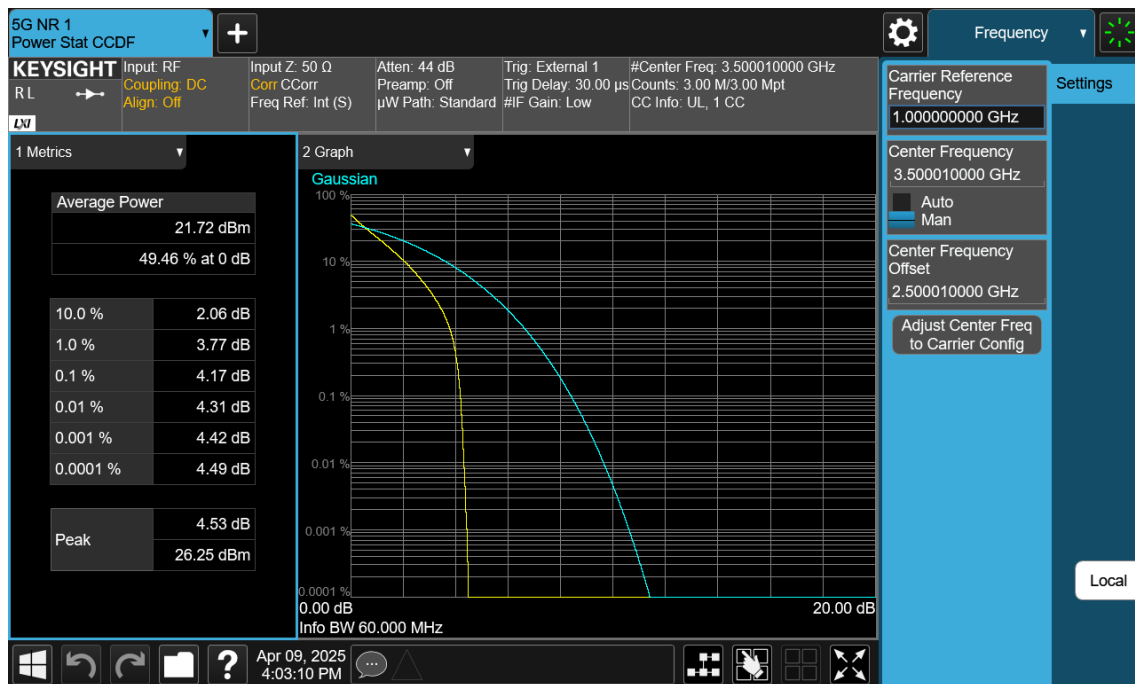 5G NR 1
Power Stat CCDF
+
Frequency
KEYSIGHT
RL
LXI
Input: RF
Coupling: DC
Align: Off
Input Z: 50 Ω
Corr CCorr
Freq Ref: Int (S)
Atten: 44 dB
Preamp: Off
µW Path: Standard
Trig: External 1
Trig Delay: 30.00 µs
#IF Gain: Low
#Center Freq: 3.500010000 GHz
Counts: 3.00 M/3.00 Mpt
CC Info: UL, 1 CC
Carrier Reference
Frequency
1.000000000 GHz
Settings
Center Frequency
3.500010000 GHz
Auto
Man
Center Frequency
Offset
2.500010000 GHz
Adjust Center Freq
to Carrier Config
Local
1 Metrics
Average Power
21.72 dBm
49.46 % at 0 dB
10.0 % 2.06 dB
1.0 % 3.77 dB
0.1 % 4.17 dB
0.01 % 4.31 dB
0.001 % 4.42 dB
0.0001 % 4.49 dB
Peak
4.53 dB
26.25 dBm
2 Graph
Gaussian
100 %
10 %
1 %
0.1 %
0.01 %
0.001 %
0.0001 %
0.00 dB 20.00 dB
Info BW 60.000 MHz
?
Apr 09, 2025
4:03:10 PM